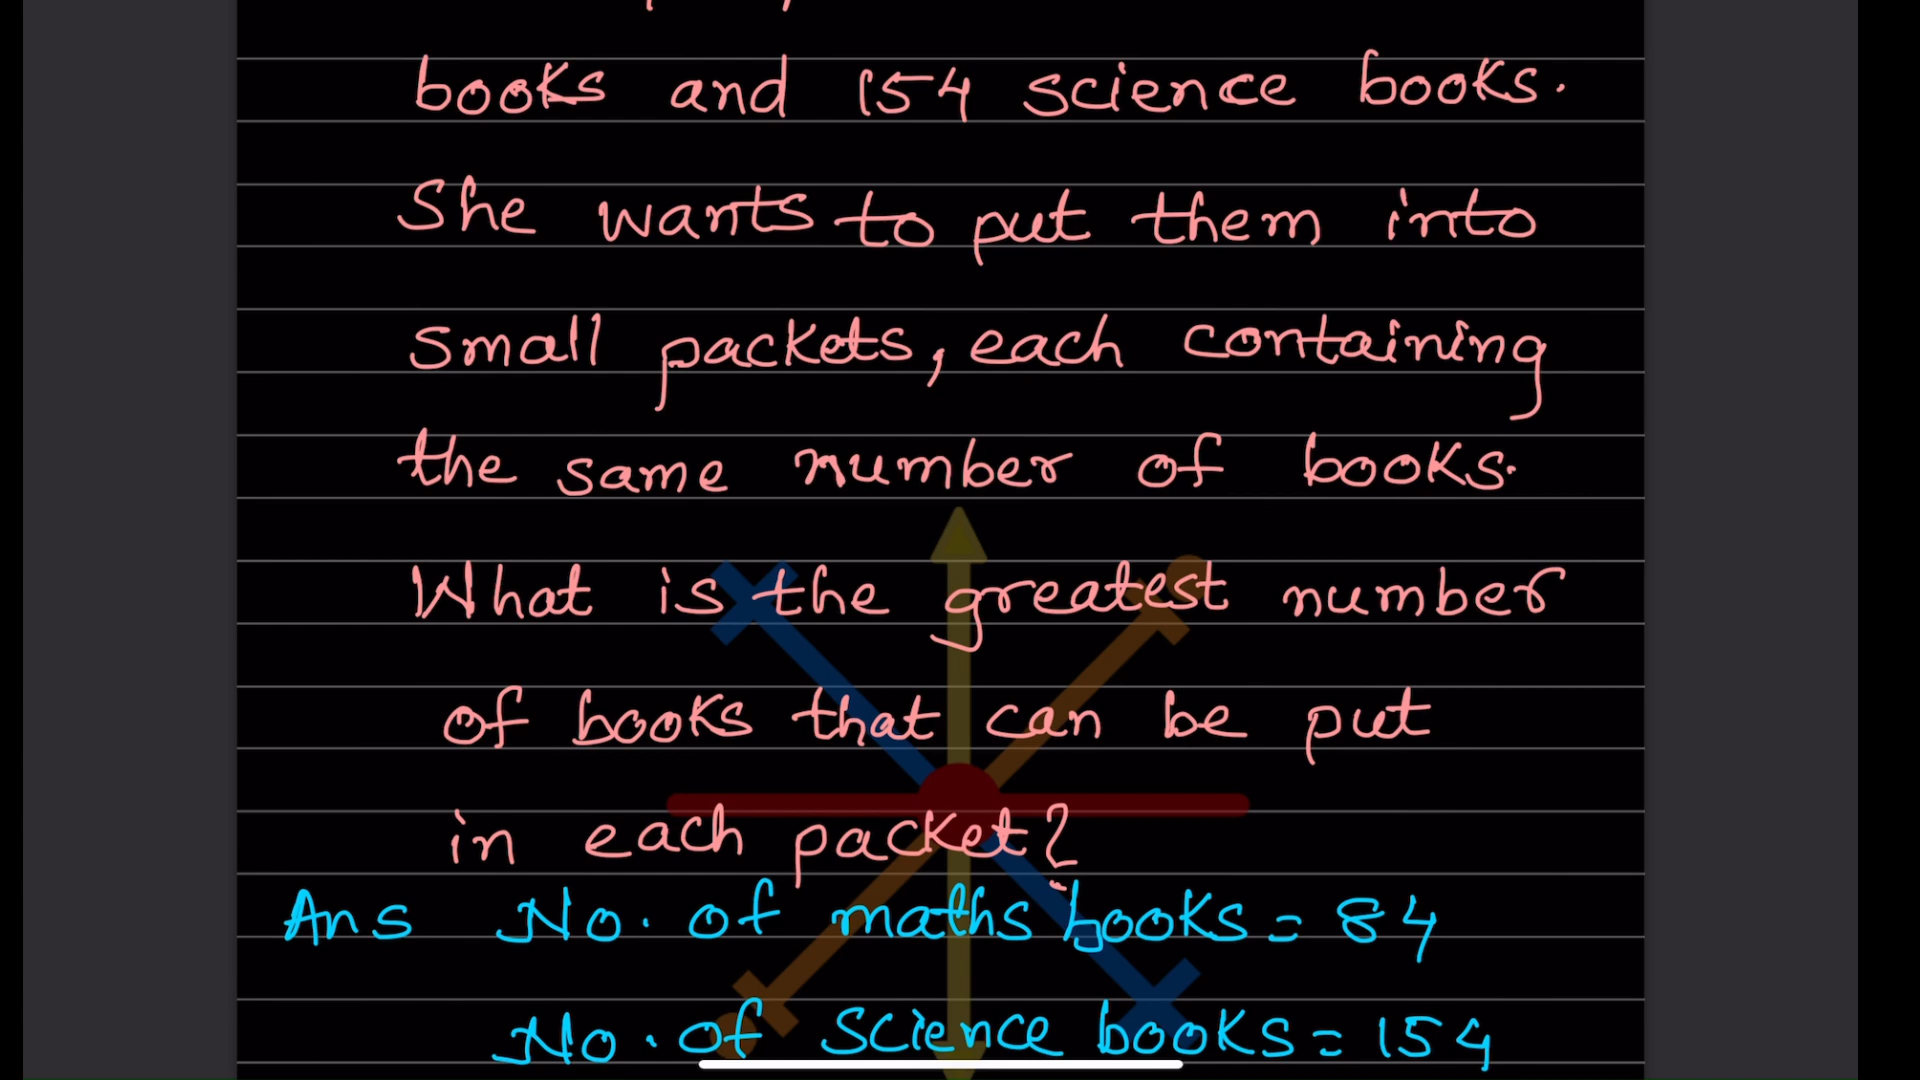 books and 154 science books.
She wants to put them into
small packets, each containing
the same number of books.
What is the greatest number
of books that can be put
in each packet?
Ans No. of maths books = 84
No. of science books = 154